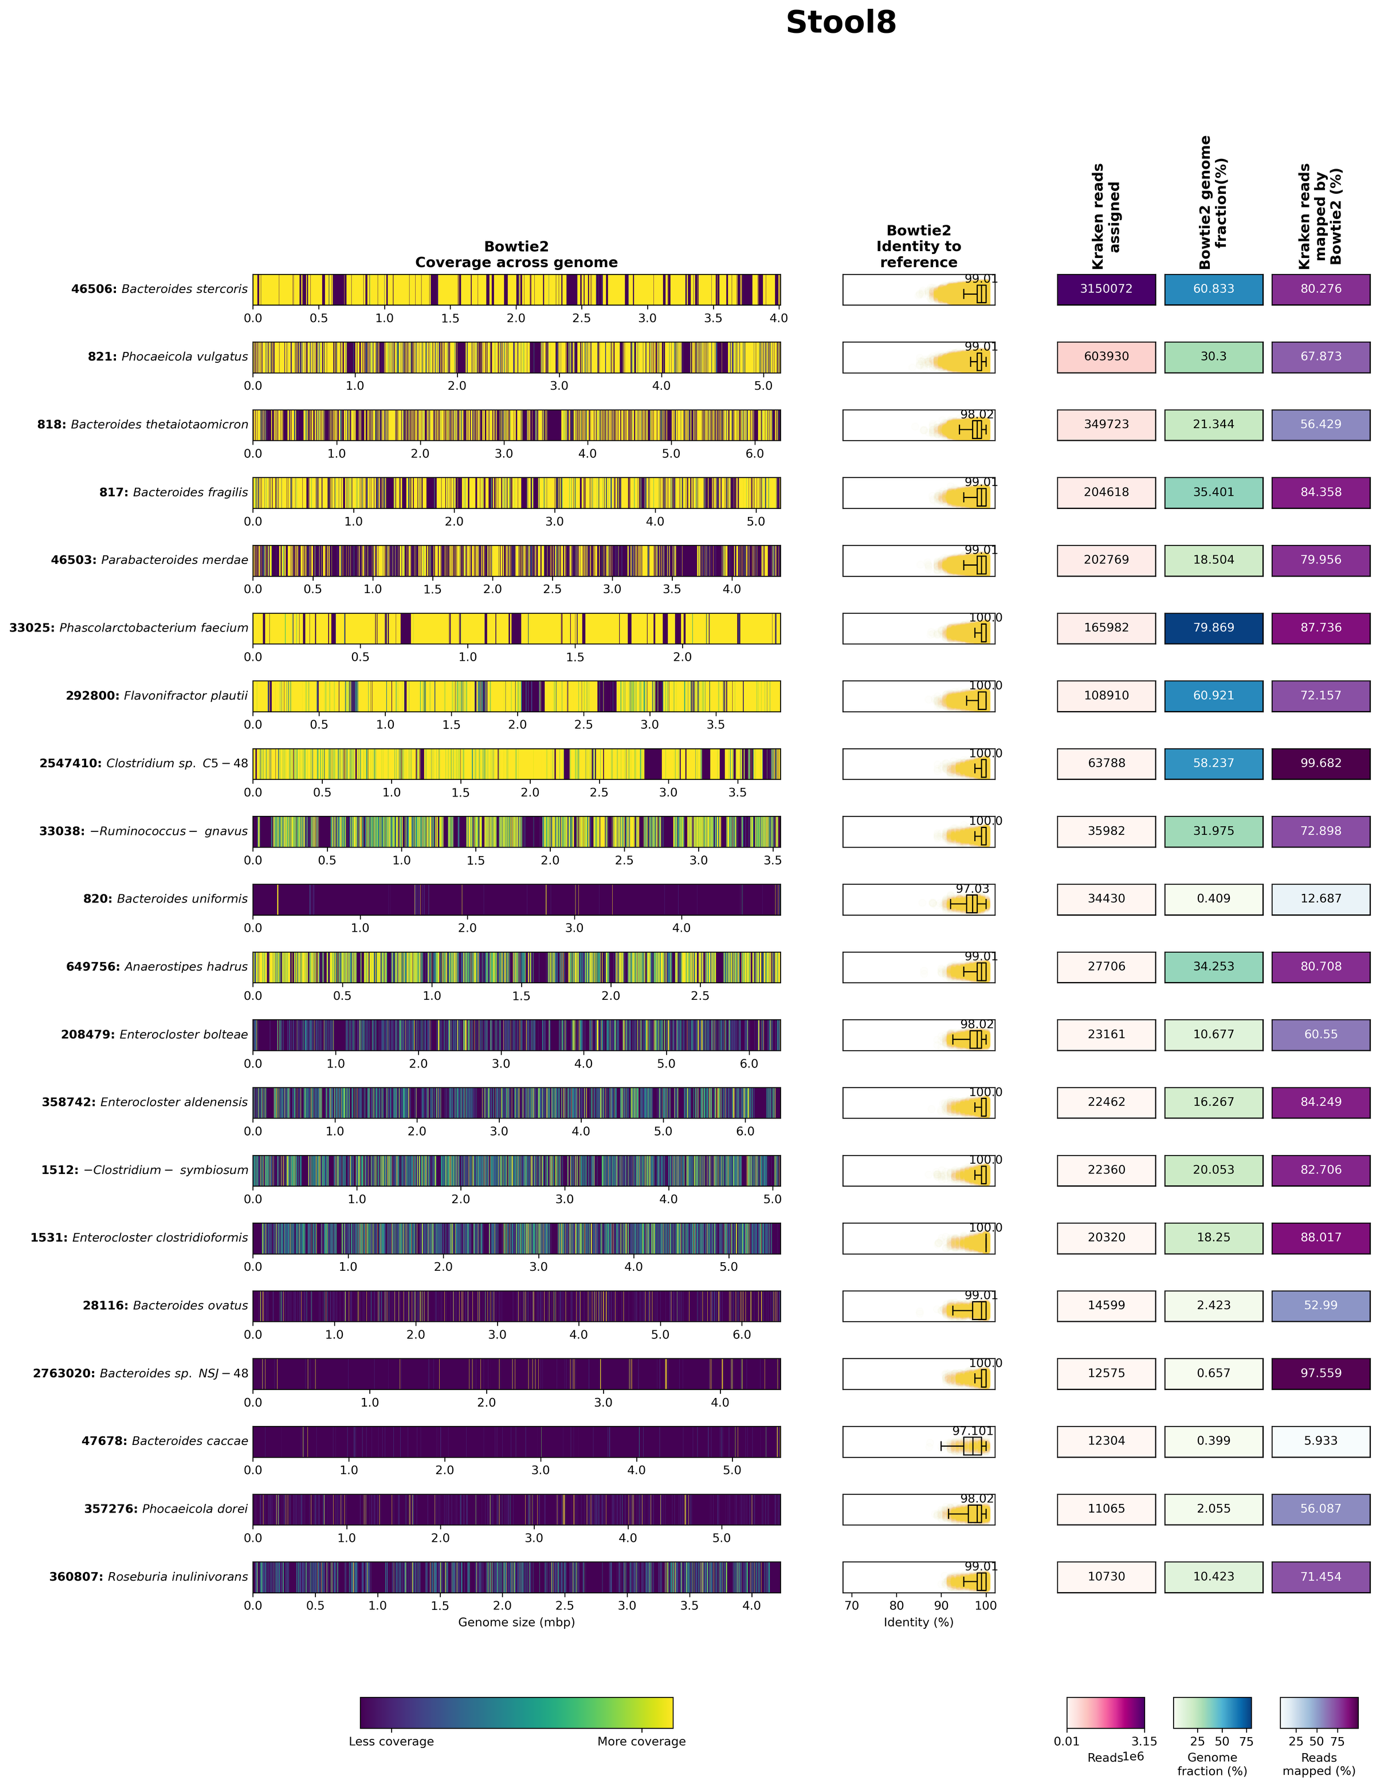 Stool8
Bowtie2
Coverage across genome
Bowtie2
Identity to
reference
Kraken reads
assigned
Bowtie2 genome
fraction(%)
Kraken reads
mapped by
Bowtie2 (%)
46506: Bacteroides stercoris 99.01 3150072 60.833 80.276
0.0 0.5 1.0 1.5 2.0 2.5 3.0 3.5 4.0
821: Phocaeicola vulgatus 99.01 603930 30.3 67.873
0.0 1.0 2.0 3.0 4.0 5.0
818: Bacteroides thetaiotaomicron 98.02 349723 21.344 56.429
0.0 1.0 2.0 3.0 4.0 5.0 6.0
817: Bacteroides fragilis 99.01 204618 35.401 84.358
0.0 1.0 2.0 3.0 4.0 5.0
46503: Parabacteroides merdae 99.01 202769 18.504 79.956
0.0 0.5 1.0 1.5 2.0 2.5 3.0 3.5 4.0
33025: Phascolarctobacterium faecium 100.0 165982 79.869 87.736
0.0 0.5 1.0 1.5 2.0
292800: Flavonifractor plautii 100.0 108910 60.921 72.157
0.0 0.5 1.0 1.5 2.0 2.5 3.0 3.5
2547410: Clostridium sp. C5 − 48 100.0 63788 58.237 99.682
0.0 0.5 1.0 1.5 2.0 2.5 3.0 3.5
33038: −Ruminococcus− gnavus 100.0 35982 31.975 72.898
0.0 0.5 1.0 1.5 2.0 2.5 3.0 3.5
820: Bacteroides uniformis 97.03 34430 0.409 12.687
0.0 1.0 2.0 3.0 4.0
649756: Anaerostipes hadrus 99.01 27706 34.253 80.708
0.0 0.5 1.0 1.5 2.0 2.5
208479: Enterocloster bolteae 98.02 23161 10.677 60.55
0.0 1.0 2.0 3.0 4.0 5.0 6.0
358742: Enterocloster aldenensis 100.0 22462 16.267 84.249
0.0 1.0 2.0 3.0 4.0 5.0 6.0
1512: −Clostridium− symbiosum 100.0 22360 20.053 82.706
0.0 1.0 2.0 3.0 4.0 5.0
1531: Enterocloster clostridioformis 100.0 20320 18.25 88.017
0.0 1.0 2.0 3.0 4.0 5.0
28116: Bacteroides ovatus 99.01 14599 2.423 52.99
0.0 1.0 2.0 3.0 4.0 5.0 6.0
2763020: Bacteroides sp. NSJ − 48 100.0 12575 0.657 97.559
0.0 1.0 2.0 3.0 4.0
47678: Bacteroides caccae 97.101 12304 0.399 5.933
0.0 1.0 2.0 3.0 4.0 5.0
357276: Phocaeicola dorei 98.02 11065 2.055 56.087
0.0 1.0 2.0 3.0 4.0 5.0
360807: Roseburia inulinivorans 99.01 10730 10.423 71.454
0.0 0.5 1.0 1.5 2.0 2.5 3.0 3.5 4.0 70 80 90 100
Genome size (mbp) Identity (%)
Less coverage More coverage
0.01 3.15
Reads 1e6
25 50 75
Genome
fraction (%)
25 50 75
Reads
mapped (%)